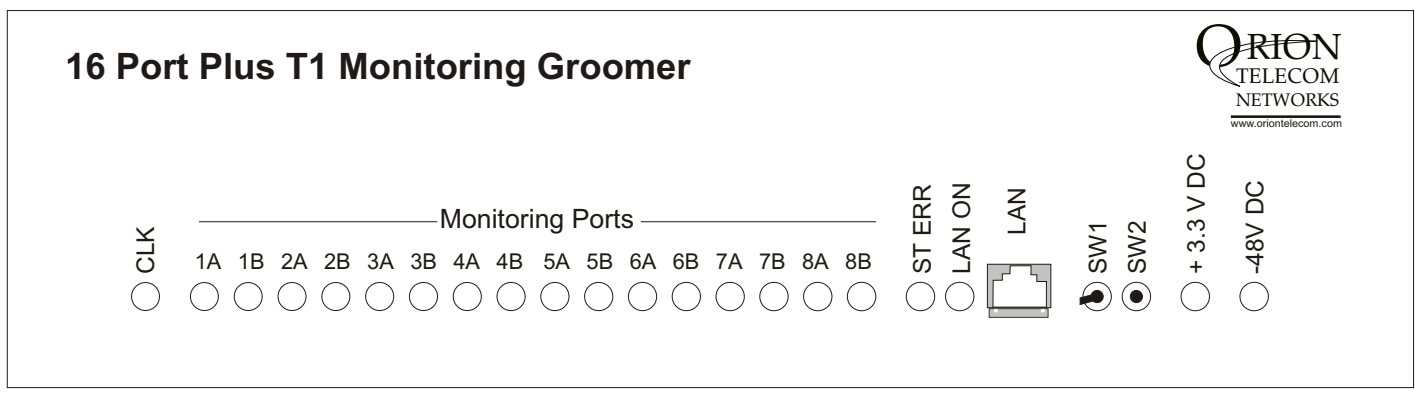 16 Port Plus T1 Monitoring Groomer
ORION
TELECOM
NETWORKS
www.oriontelecom.com
CLK
Monitoring Ports
1A 1B 2A 2B 3A 3B 4A 4B 5A 5B 6A 6B 7A 7B 8A 8B
ST ERR
LAN ON
LAN
SW1
SW2
+ 3.3 V DC
-48V DC